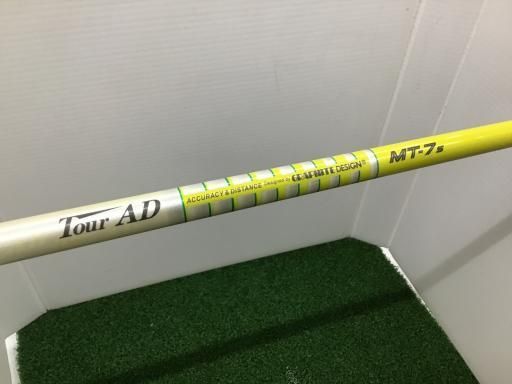 Tour AD
ACCURACY & DISTANCE Designed by GRAPHITE DESIGN
MT-7s